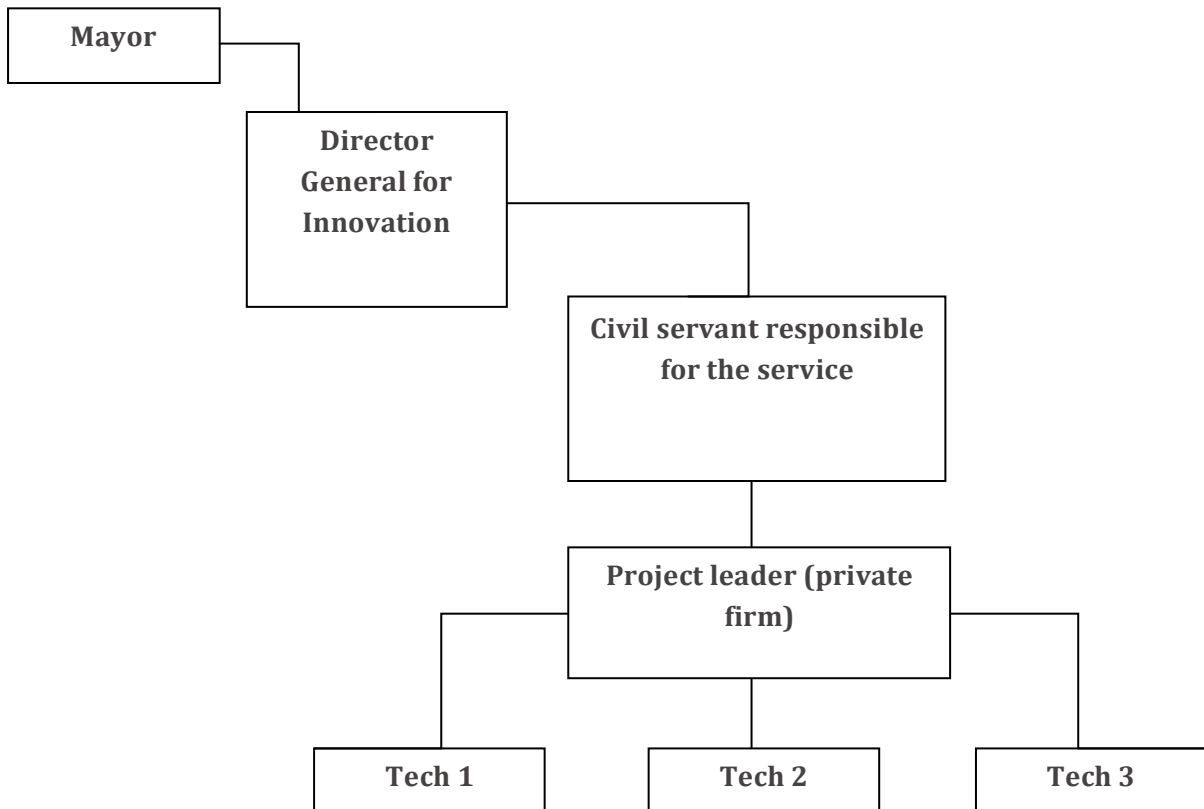 Mayor
Director
General for
Innovation
Civil servant responsible
for the service
Project leader (private
firm)
Tech 1
Tech 2
Tech 3